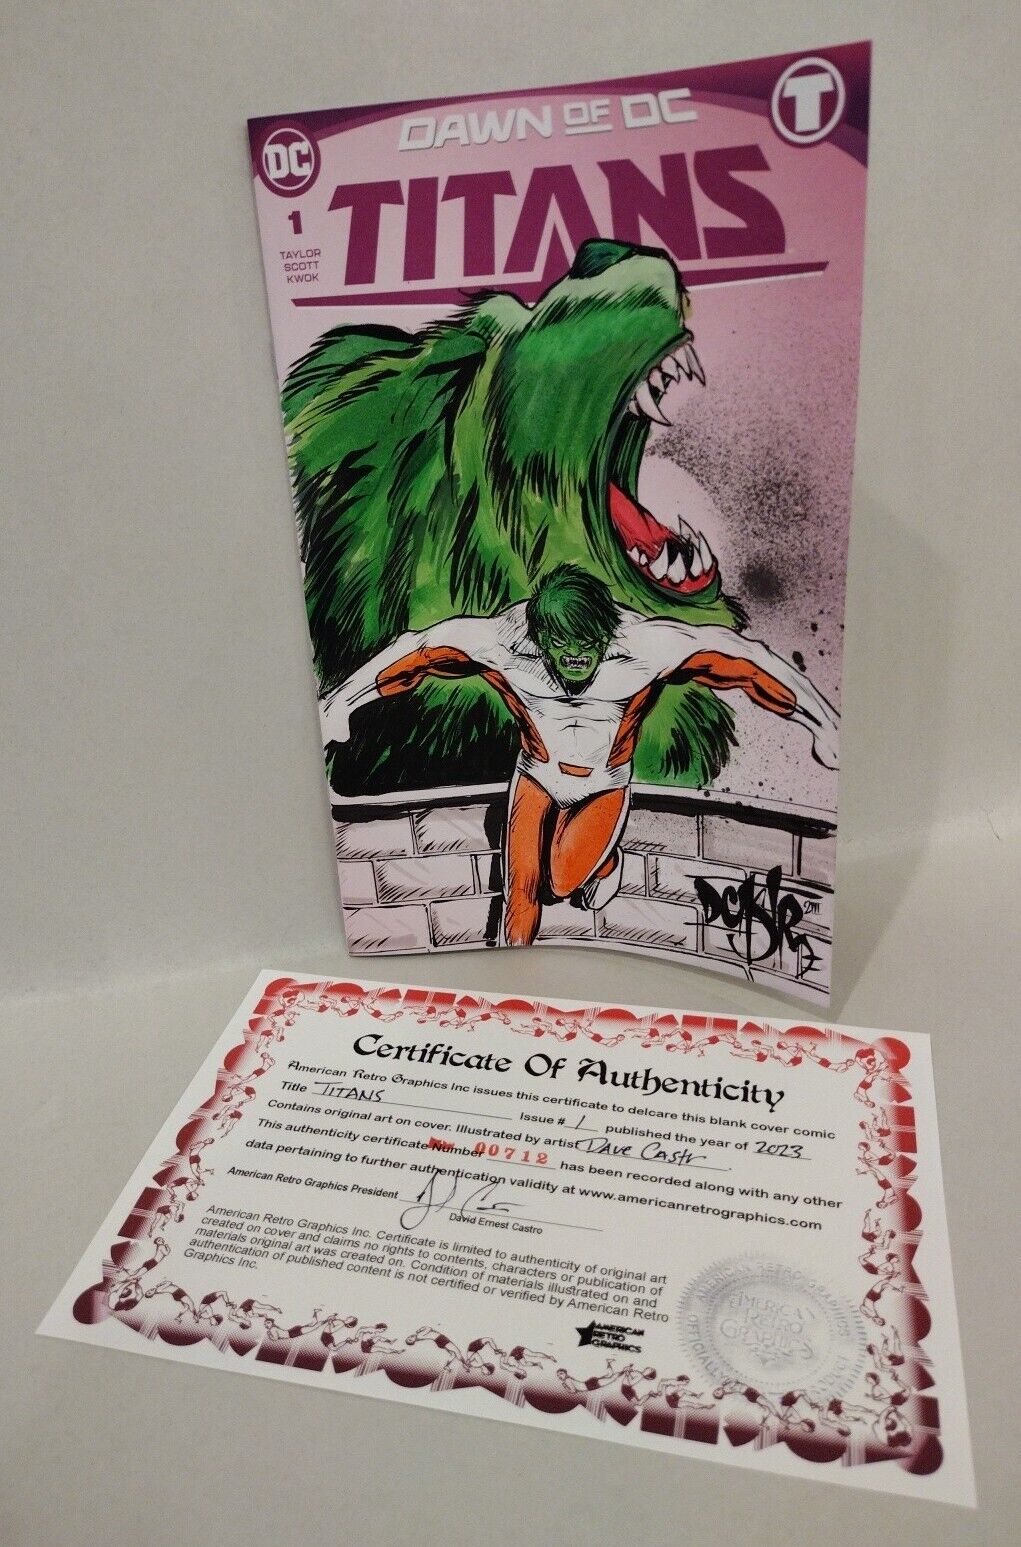 DAWN OF DC
DC
T
TITANS
1
TAYLOR
SCOTT
KWOK
Certificate Of Authenticity
American Retro Graphics Inc issues this certificate to delcare this blank cover comic
Title TITANS Issue # 1 published the year of 2023
Contains original art on cover. Illustrated by artist Dave Castr
This authenticity certificate Number 00712 has been recorded along with any other
data pertaining to further authentication validity at www.americanretrographics.com
American Retro Graphics President
David Ernest Castro
American Retro Graphics Inc. Certificate is limited to authenticity of original art
created on cover and claims no rights to contents, characters or publication of
materials original art was created on. Condition of materials illustrated on and
authentication of published content is not certified or verified by American Retro
Graphics Inc.
AMERICAN
RETRO
GRAPHICS
AMERICAN
RETRO
GRAPHICS